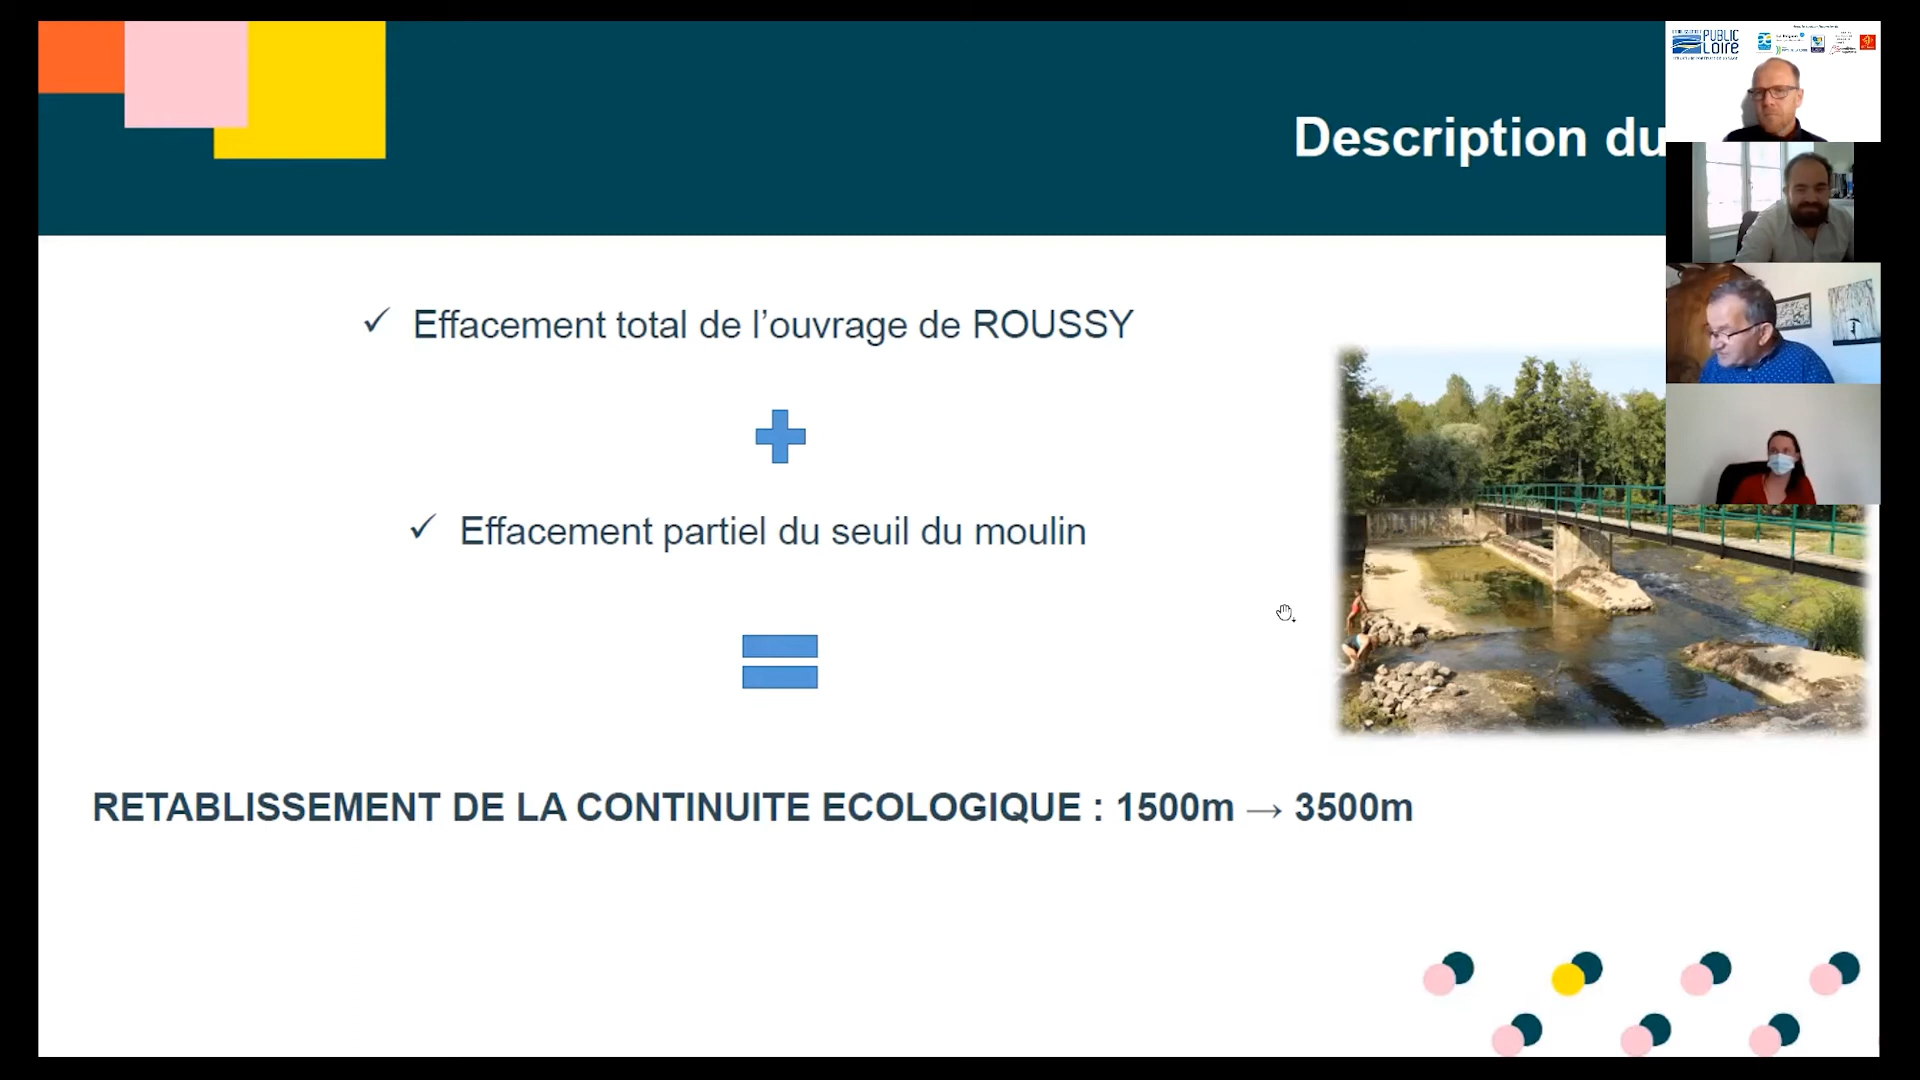 Description du
PUBLIC
LOIRE
Effacement total de l’ouvrage de ROUSSY
Effacement partiel du seuil du moulin
RETABLISSEMENT DE LA CONTINUITE ECOLOGIQUE : 1500m → 3500m